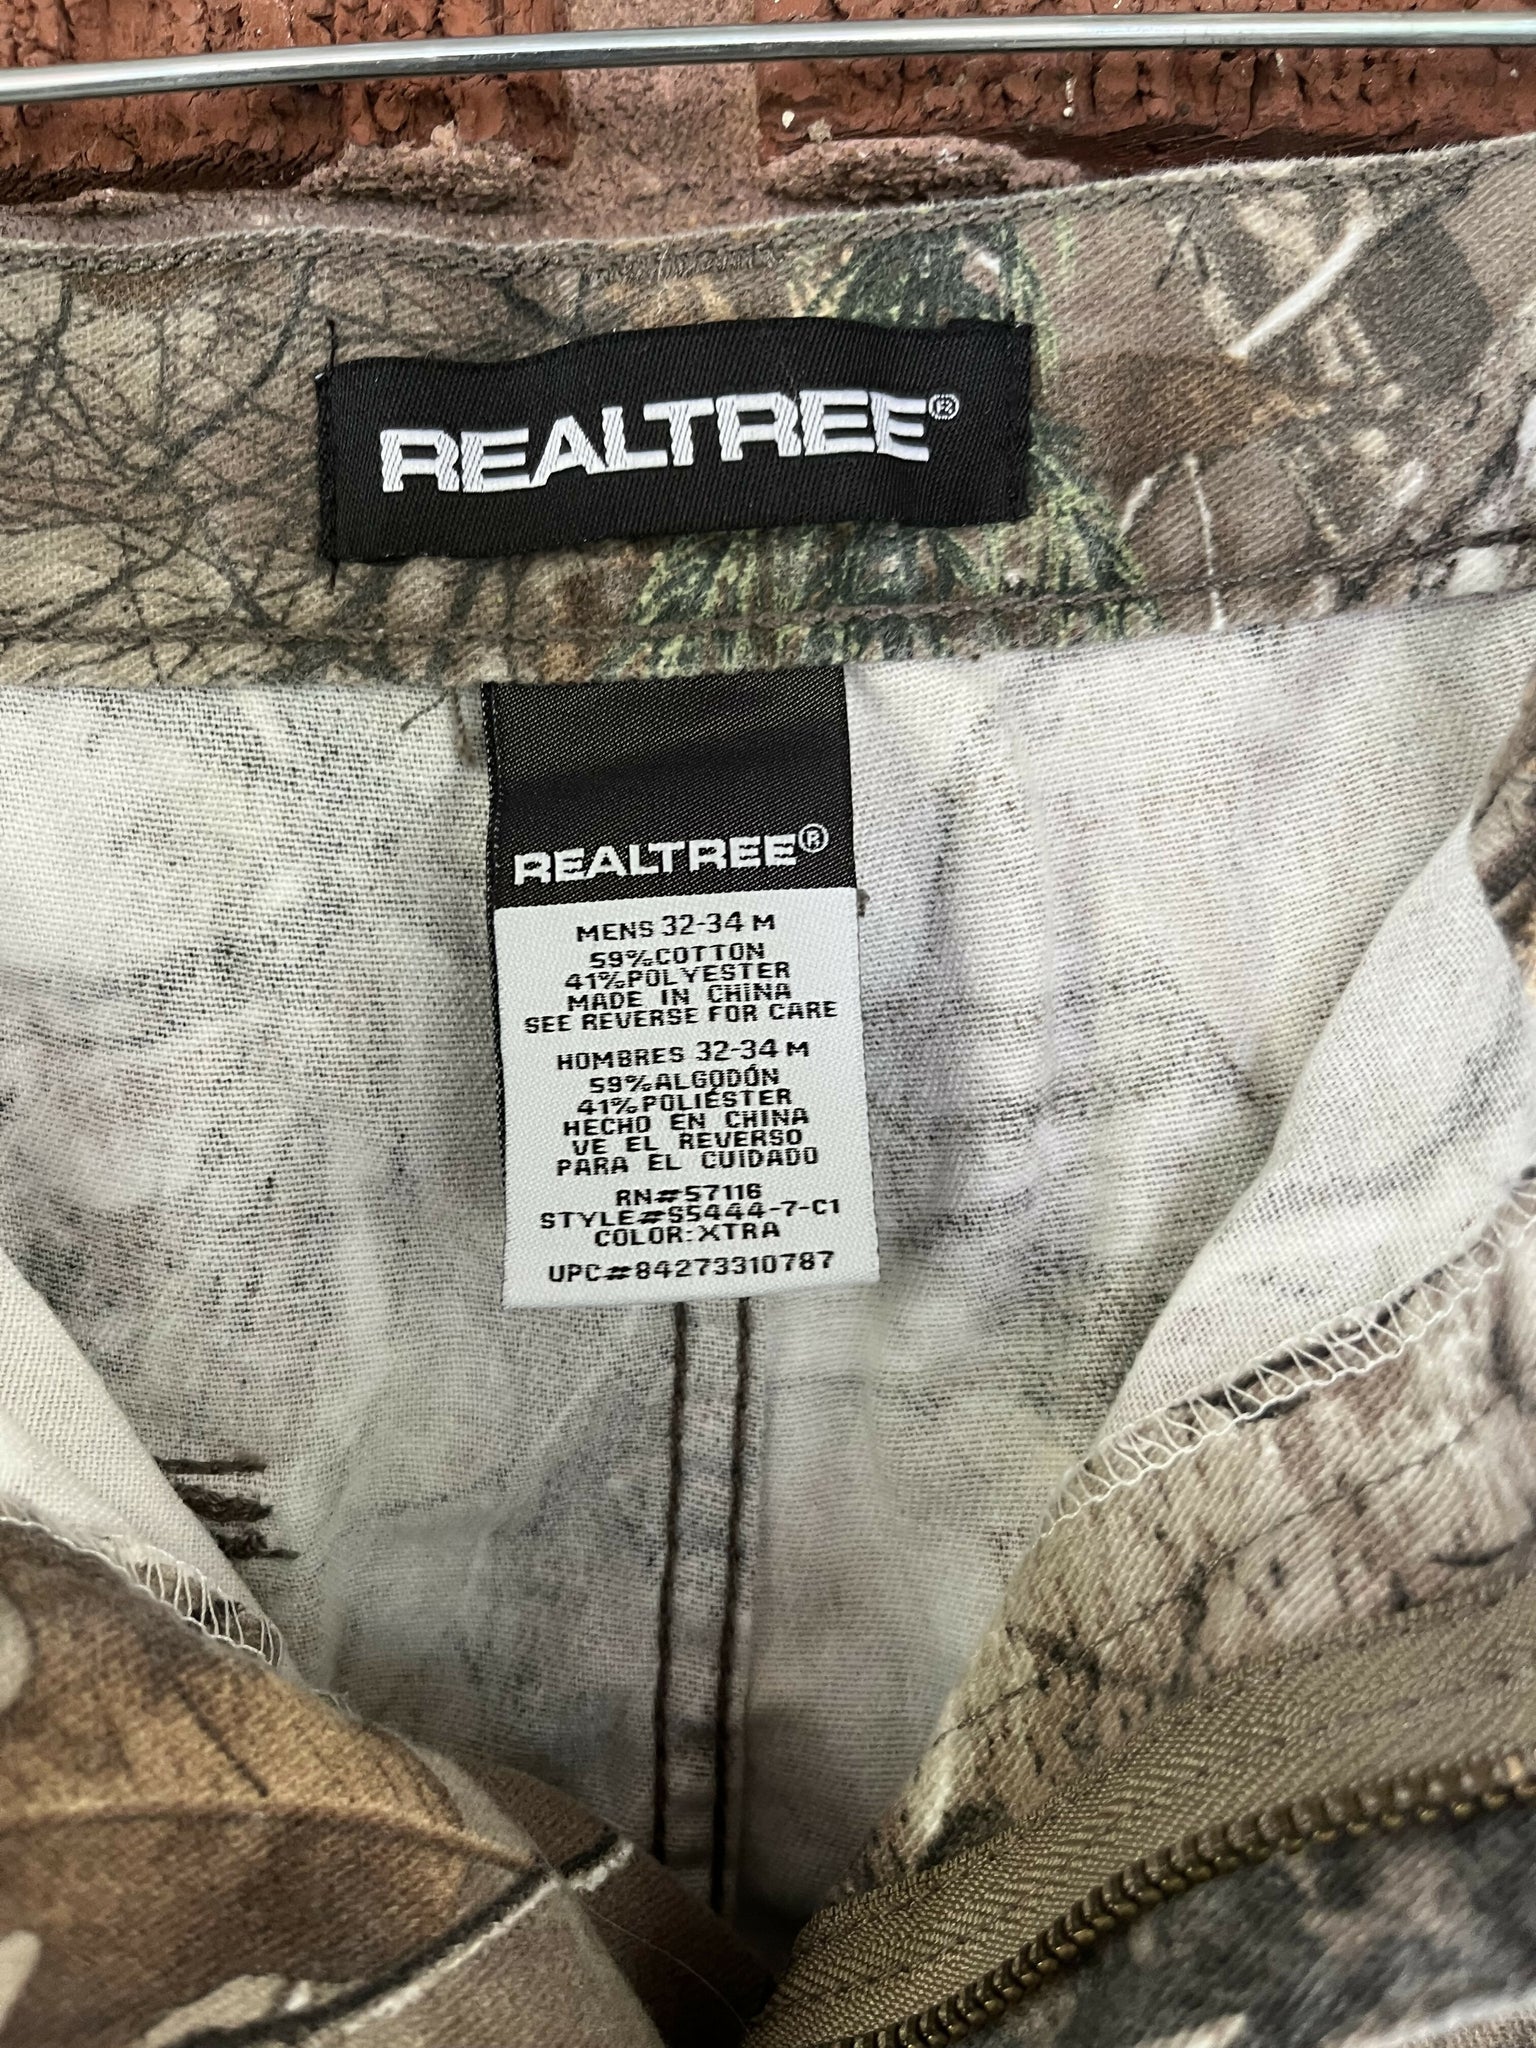 REALTREE®
REALTREE®
MENS 32-34 M
59%COTTON
41%POLYESTER
MADE IN CHINA
SEE REVERSE FOR CARE
HOMBRES 32-34 M
59%ALGODÓN
41%POLIÉSTER
HECHO EN CHINA
VE EL REVERSO
PARA EL CUIDADO
RN#57116
STYLE#S5444-7-C1
COLOR:XTRA
UPC#84273310787